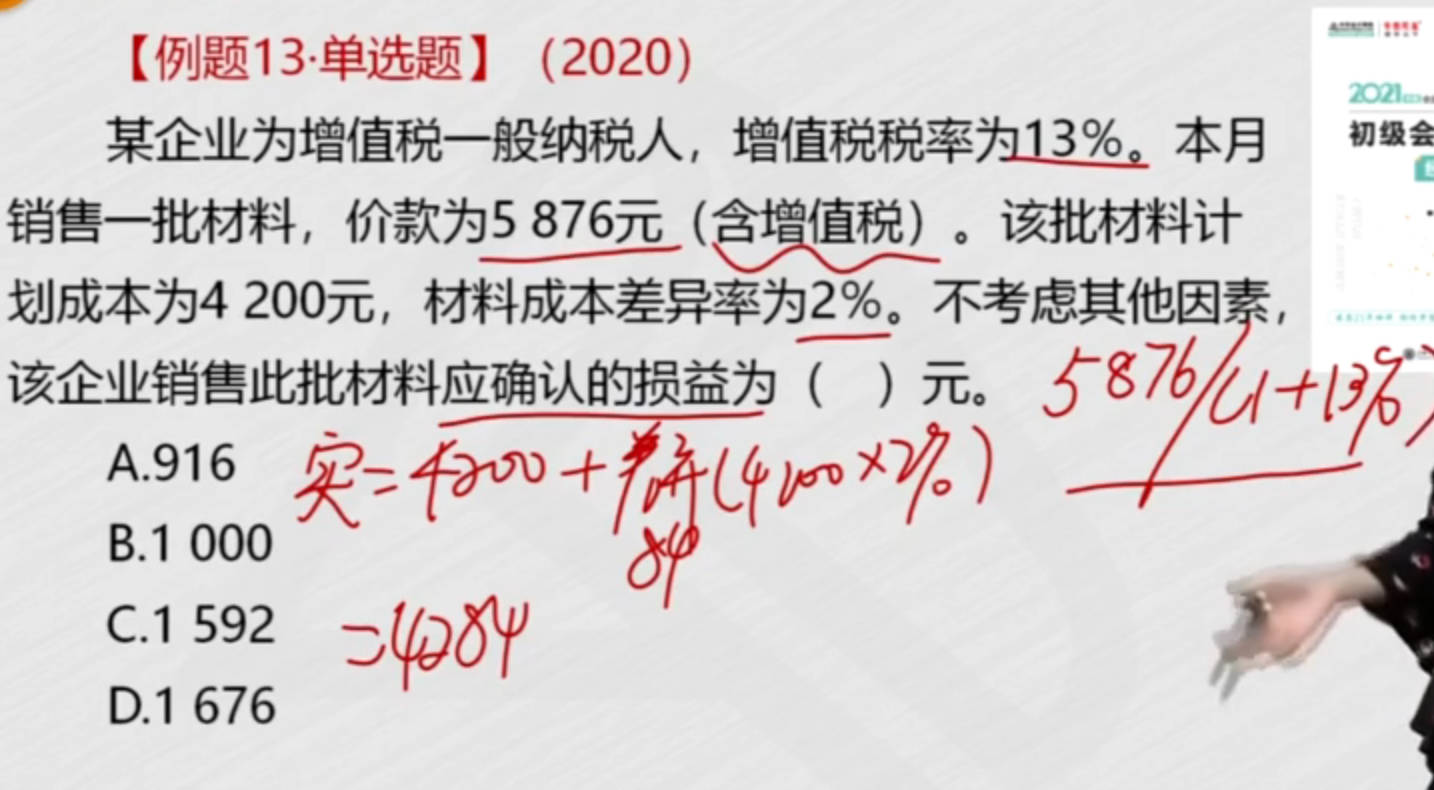 【例题13·单选题】（2020）
某企业为增值税一般纳税人，增值税税率为13%。本月
销售一批材料，价款为5 876元（含增值税）。该批材料计
划成本为4 200元，材料成本差异率为2%。不考虑其他因素，
该企业销售此批材料应确认的损益为（ ）元。
5876/(1+13%)
A.916
实=4200+差异(4200×2%)
84
B.1 000
C.1 592
=4284
D.1 676
2021
初级会